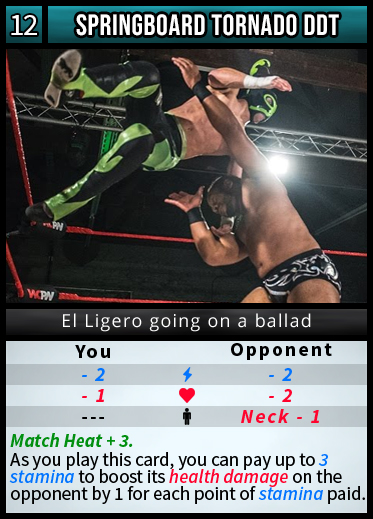 12 SPRINGBOARD TORNADO DDT
WCPW
El Ligero going on a ballad
You Opponent
- 2 - 2
- 1 - 2
--- Neck - 1
Match Heat + 3.
As you play this card, you can pay up to 3
stamina to boost its health damage on the
opponent by 1 for each point of stamina paid.